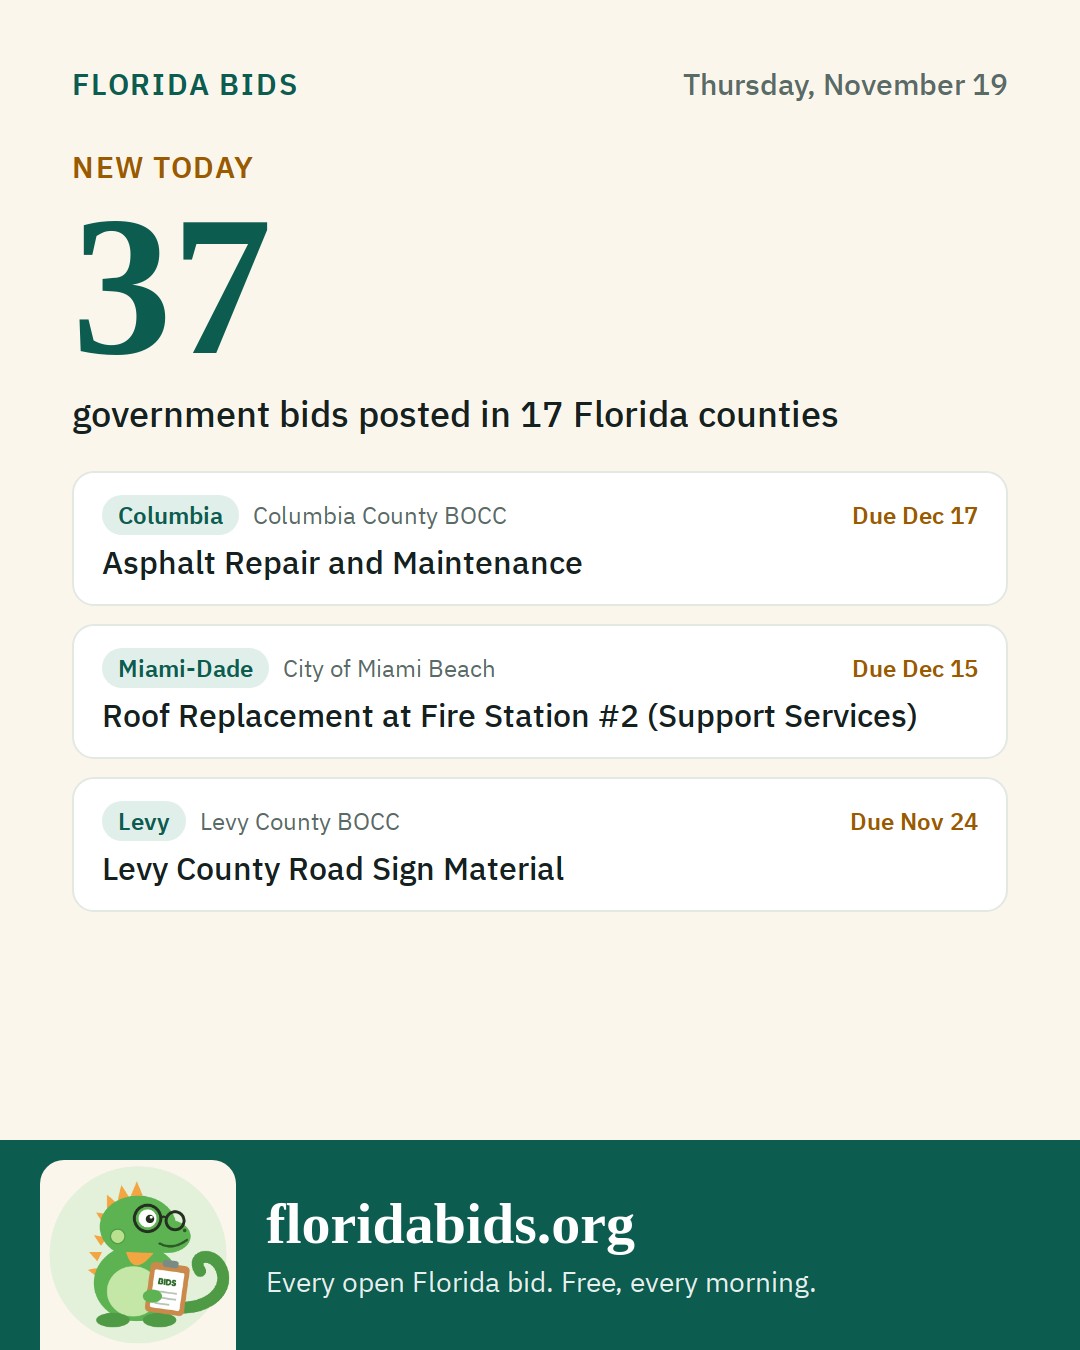 FLORIDA BIDS
Thursday, November 19
NEW TODAY
37
government bids posted in 17 Florida counties
Columbia Columbia County BOCC Due Dec 17
Asphalt Repair and Maintenance
Miami-Dade City of Miami Beach Due Dec 15
Roof Replacement at Fire Station #2 (Support Services)
Levy Levy County BOCC Due Nov 24
Levy County Road Sign Material
BIDS
floridabids.org
Every open Florida bid. Free, every morning.